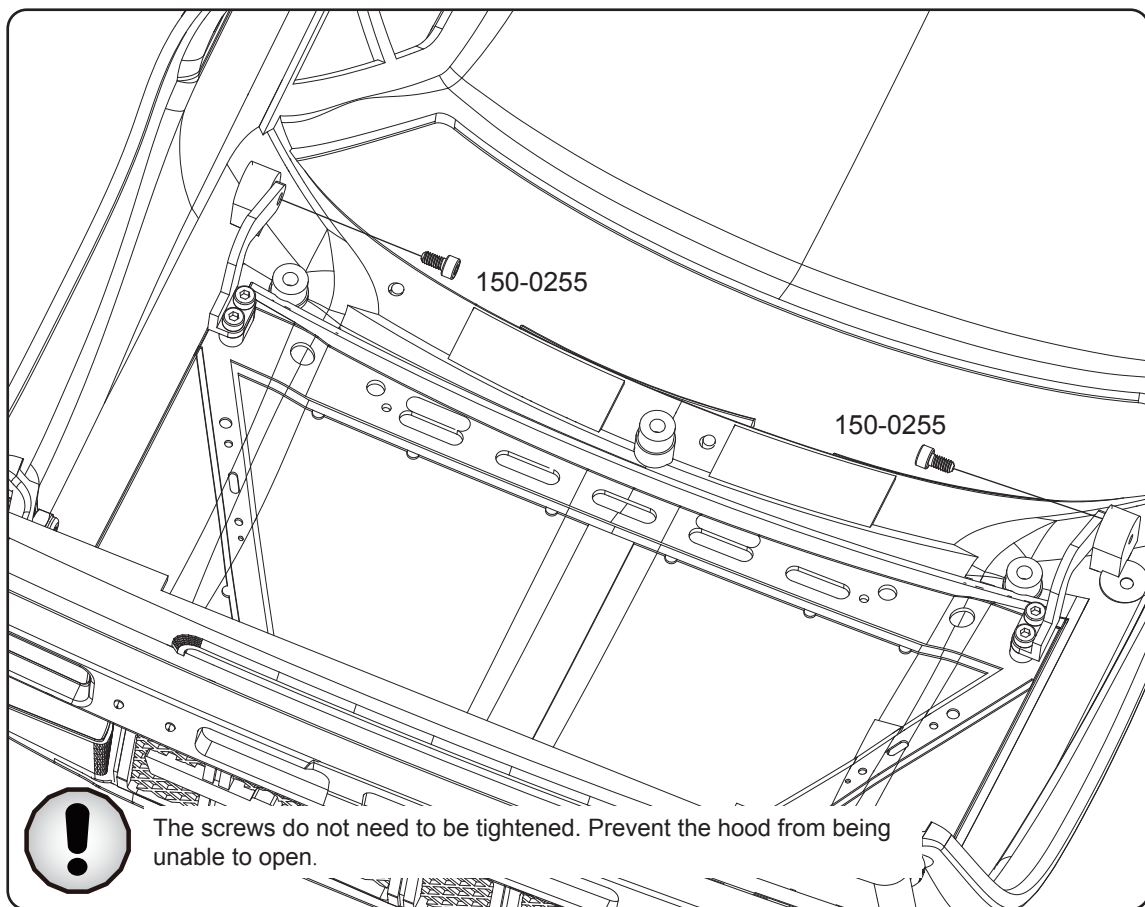 150-0255
150-0255
The screws do not need to be tightened. Prevent the hood from being
unable to open.